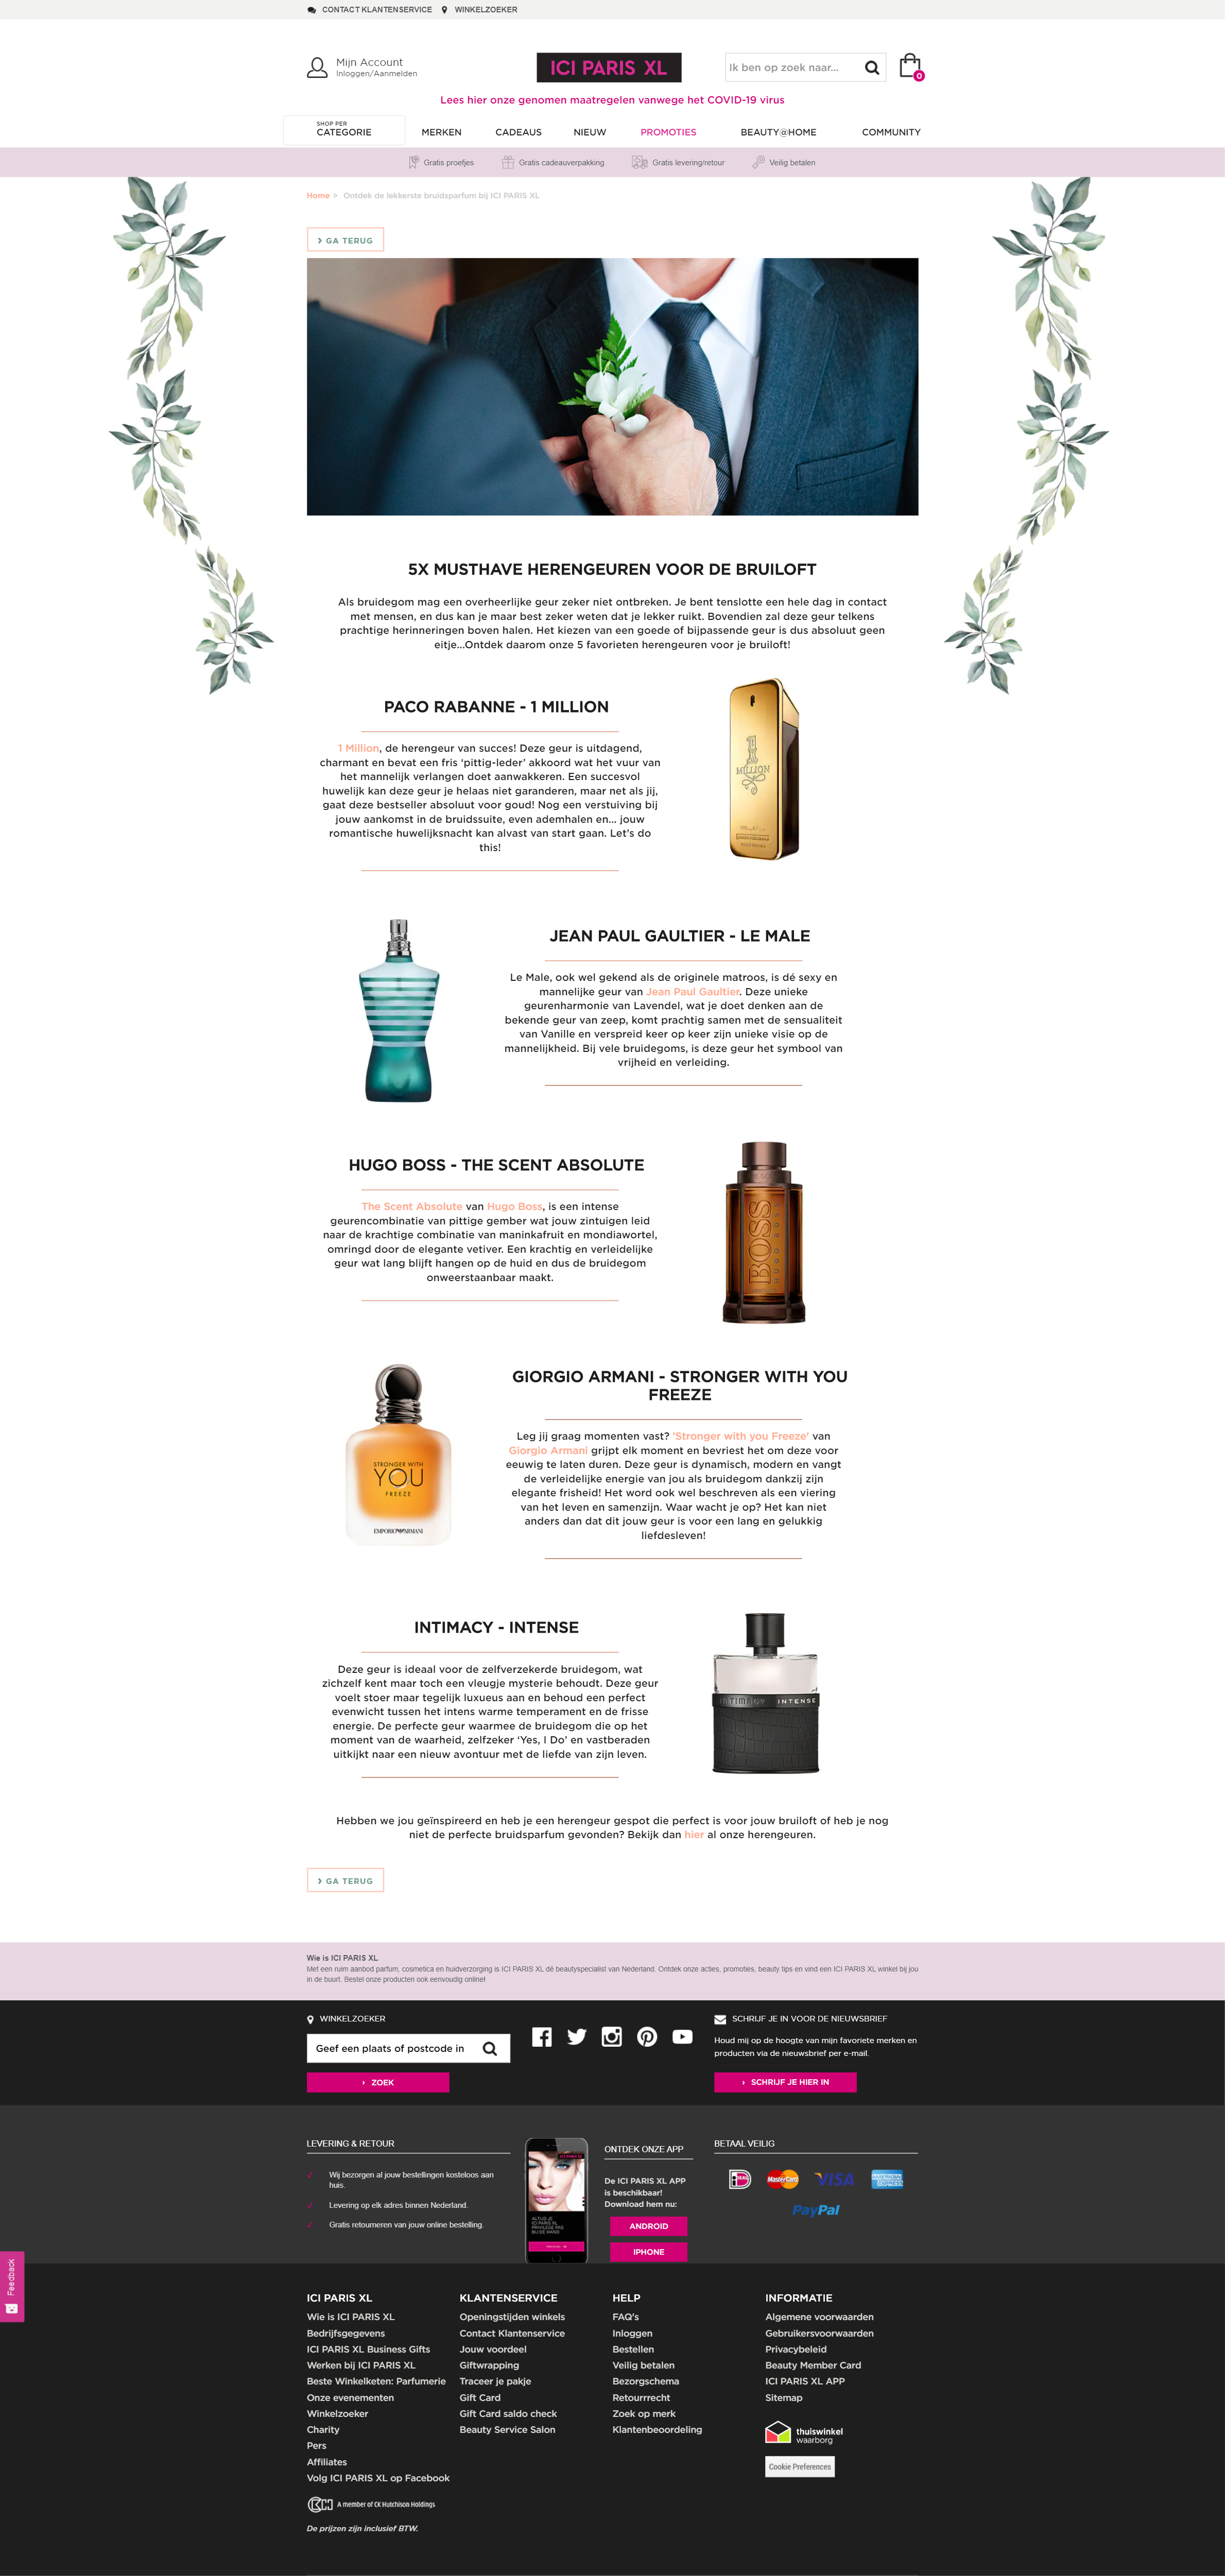 CONTACT KLANTENSERVICE WINKELZOEKER
Mijn Account
Inloggen/Aanmelden
ICI PARIS XL
Ik ben op zoek naar...
0
Lees hier onze genomen maatregelen vanwege het COVID-19 virus
SHOP PER
CATEGORIE MERKEN CADEAUS NIEUW PROMOTIES BEAUTY@HOME COMMUNITY
Gratis proefjes Gratis cadeauverpakking Gratis levering/retour Veilig betalen
Home > Ontdek de lekkerste bruidsparfum bij ICI PARIS XL
› GA TERUG
5X MUSTHAVE HERENGEUREN VOOR DE BRUILOFT
Als bruidegom mag een overheerlijke geur zeker niet ontbreken. Je bent tenslotte een hele dag in contact
met mensen, en dus kan je maar best zeker weten dat je lekker ruikt. Bovendien zal deze geur telkens
prachtige herinneringen boven halen. Het kiezen van een goede of bijpassende geur is dus absoluut geen
eitje...Ontdek daarom onze 5 favorieten herengeuren voor je bruiloft!
PACO RABANNE - 1 MILLION
1 Million, de herengeur van succes! Deze geur is uitdagend,
charmant en bevat een fris ‘pittig-leder’ akkoord wat het vuur van
het mannelijk verlangen doet aanwakkeren. Een succesvol
huwelijk kan deze geur je helaas niet garanderen, maar net als jij,
gaat deze bestseller absoluut voor goud! Nog een verstuiving bij
jouw aankomst in de bruidssuite, even ademhalen en... jouw
romantische huwelijksnacht kan alvast van start gaan. Let’s do
this!
1
MILLION
JEAN PAUL GAULTIER - LE MALE
Le Male, ook wel gekend als de originele matroos, is dé sexy en
mannelijke geur van Jean Paul Gaultier. Deze unieke
geurenharmonie van Lavendel, wat je doet denken aan de
bekende geur van zeep, komt prachtig samen met de sensualiteit
van Vanille en verspreid keer op keer zijn unieke visie op de
mannelijkheid. Bij vele bruidegoms, is deze geur het symbool van
vrijheid en verleiding.
HUGO BOSS - THE SCENT ABSOLUTE
The Scent Absolute van Hugo Boss, is een intense
geurencombinatie van pittige gember wat jouw zintuigen leid
naar de krachtige combinatie van maninkafruit en mondiawortel,
omringd door de elegante vetiver. Een krachtig en verleidelijke
geur wat lang blijft hangen op de huid en dus de bruidegom
onweerstaanbaar maakt.
BOSS
HUGO BOSS
GIORGIO ARMANI - STRONGER WITH YOU
FREEZE
Leg jij graag momenten vast? 'Stronger with you Freeze' van
Giorgio Armani grijpt elk moment en bevriest het om deze voor
eeuwig te laten duren. Deze geur is dynamisch, modern en vangt
de verleidelijke energie van jou als bruidegom dankzij zijn
elegante frisheid! Het word ook wel beschreven als een viering
van het leven en samenzijn. Waar wacht je op? Het kan niet
anders dan dat dit jouw geur is voor een lang en gelukkig
liefdesleven!
STRONGER WITH
YOU
FREEZE
EMPORIO ARMANI
INTIMACY - INTENSE
Deze geur is ideaal voor de zelfverzekerde bruidegom, wat
zichzelf kent maar toch een vleugje mysterie behoudt. Deze geur
voelt stoer maar tegelijk luxueus aan en behoud een perfect
evenwicht tussen het intens warme temperament en de frisse
energie. De perfecte geur waarmee de bruidegom die op het
moment van de waarheid, zelfzeker ‘Yes, I Do’ en vastberaden
uitkijkt naar een nieuw avontuur met de liefde van zijn leven.
INTIMACY INTENSE
Hebben we jou geïnspireerd en heb je een herengeur gespot die perfect is voor jouw bruiloft of heb je nog
niet de perfecte bruidsparfum gevonden? Bekijk dan hier al onze herengeuren.
› GA TERUG
Wie is ICI PARIS XL
Met een ruim aanbod parfum, cosmetica en huidverzorging is ICI PARIS XL dé beautyspecialist van Nederland. Ontdek onze acties, promoties, beauty tips en vind een ICI PARIS XL winkel bij jou
in de buurt. Bestel onze producten ook eenvoudig online!
WINKELZOEKER
Geef een plaats of postcode in
› ZOEK
SCHRIJF JE IN VOOR DE NIEUWSBRIEF
Houd mij op de hoogte van mijn favoriete merken en
producten via de nieuwsbrief per e-mail.
› SCHRIJF JE HIER IN
LEVERING & RETOUR
Wij bezorgen al jouw bestellingen kosteloos aan
huis.
Levering op elk adres binnen Nederland.
Gratis retourneren van jouw online bestelling.
ALTIJD JE
ICI PARIS XL
PRIVILEGE PAS
BIJ DE HAND
ONTDEK ONZE APP
De ICI PARIS XL APP
is beschikbaar!
Download hem nu:
ANDROID
IPHONE
BETAAL VEILIG
iDEAL MasterCard VISA AMERICAN EXPRESS
PayPal
Feedback
ICI PARIS XL
Wie is ICI PARIS XL
Bedrijfsgegevens
ICI PARIS XL Business Gifts
Werken bij ICI PARIS XL
Beste Winkelketen: Parfumerie
Onze evenementen
Winkelzoeker
Charity
Pers
Affiliates
Volg ICI PARIS XL op Facebook
A member of CK Hutchison Holdings
De prijzen zijn inclusief BTW.
KLANTENSERVICE
Openingstijden winkels
Contact Klantenservice
Jouw voordeel
Giftwrapping
Traceer je pakje
Gift Card
Gift Card saldo check
Beauty Service Salon
HELP
FAQ's
Inloggen
Bestellen
Veilig betalen
Bezorgschema
Retourrrecht
Zoek op merk
Klantenbeoordeling
INFORMATIE
Algemene voorwaarden
Gebruikersvoorwaarden
Privacybeleid
Beauty Member Card
ICI PARIS XL APP
Sitemap
thuiswinkel
waarborg
Cookie Preferences